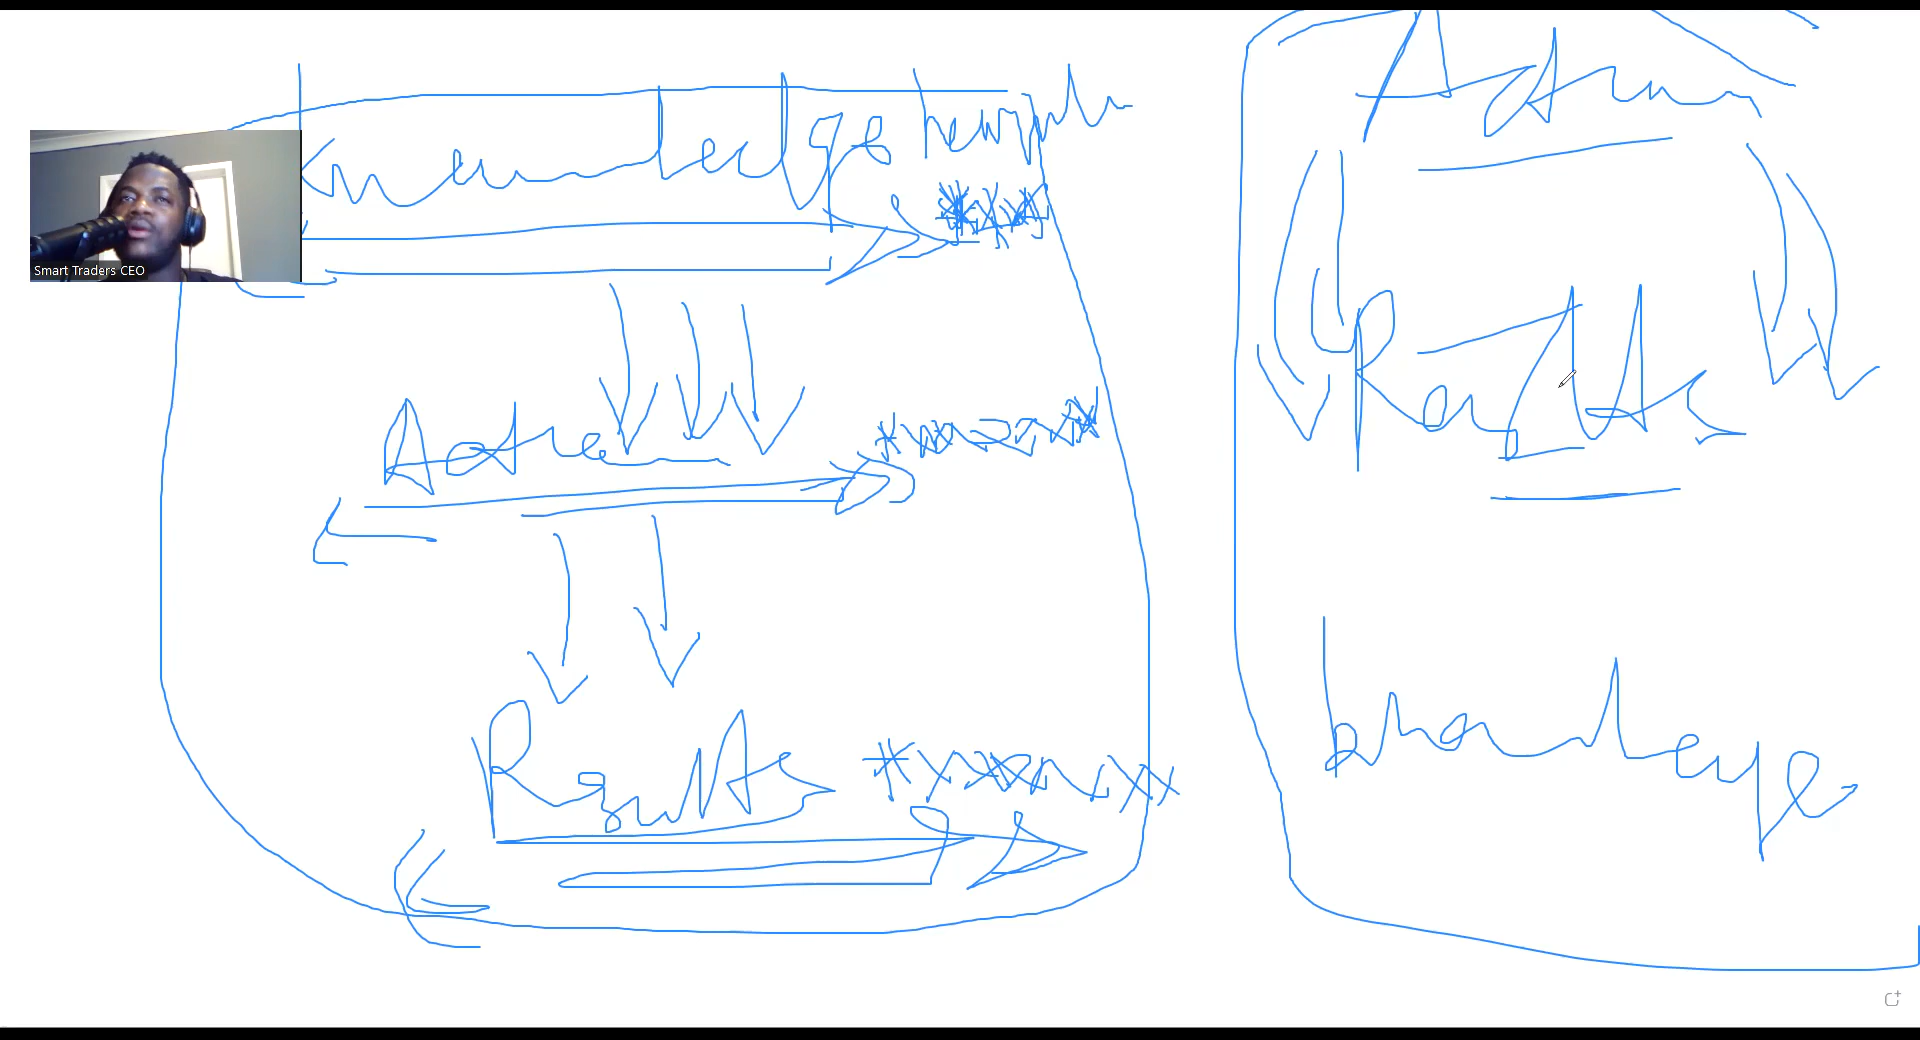 Knowledge
Smart Traders CEO
Action
Results
Action
Results
knowledge